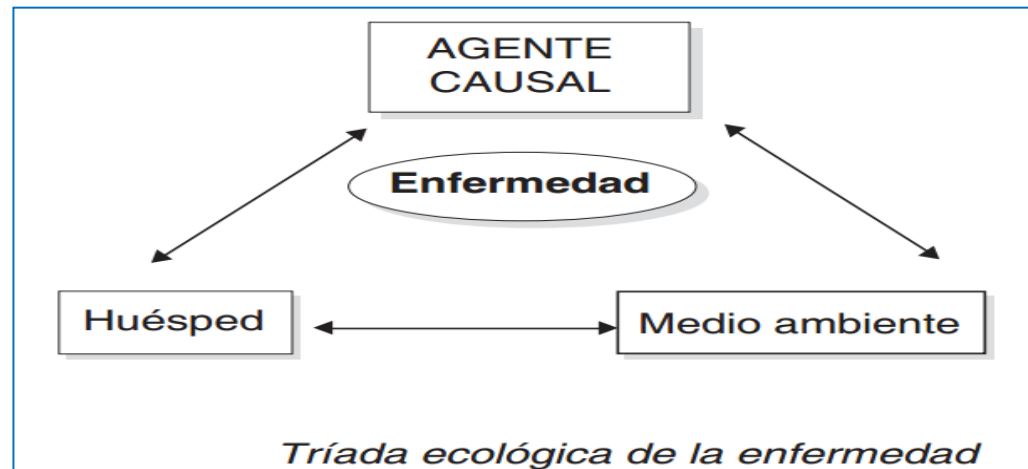 AGENTE
CAUSAL
Enfermedad
Huésped
Medio ambiente
Tríada ecológica de la enfermedad